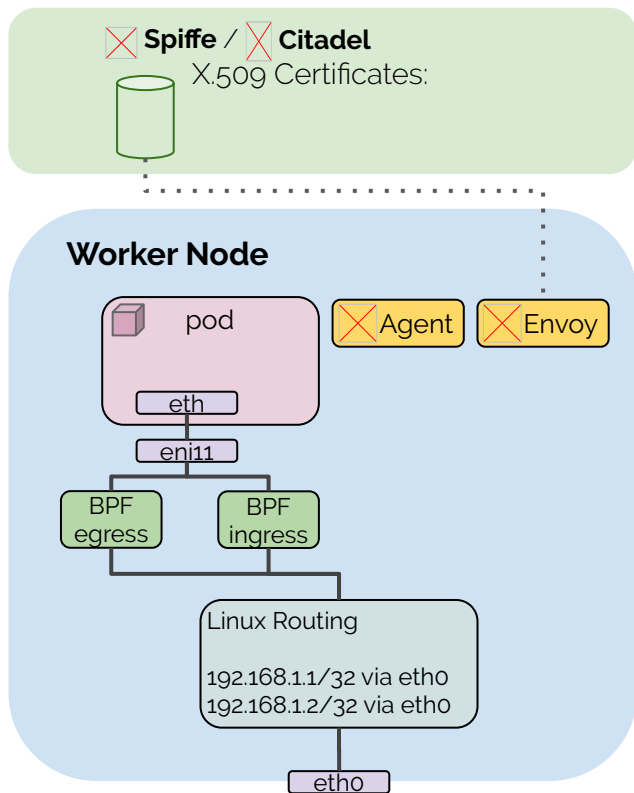 Spiffe / Citadel
X.509 Certificates:
Worker Node
pod
Agent
Envoy
eth
eni11
BPF
egress
BPF
ingress
Linux Routing
192.168.1.1/32 via eth0
192.168.1.2/32 via eth0
eth0